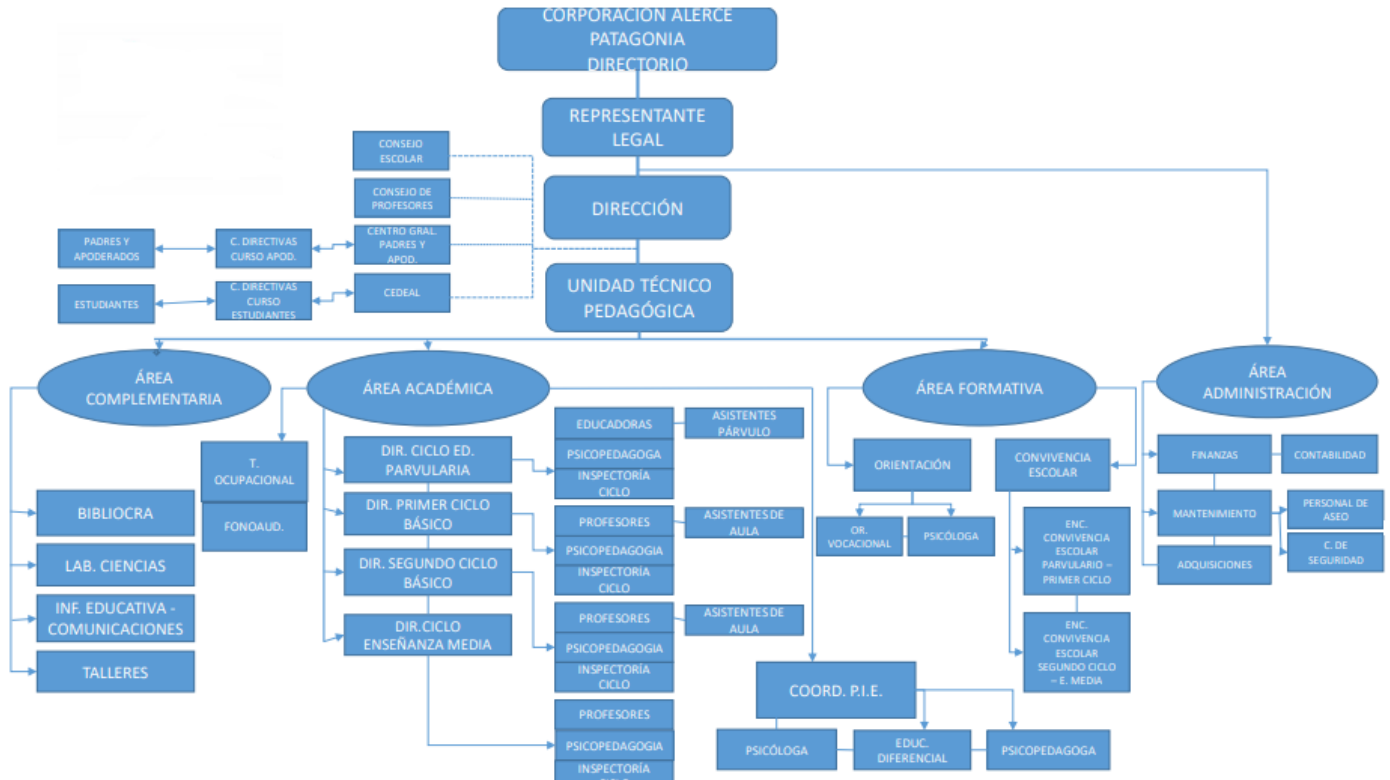 CORPORACIÓN ALERCE
PATAGONIA
DIRECTORIO
REPRESENTANTE
LEGAL
CONSEJO
ESCOLAR
CONSEJO DE
PROFESORES
DIRECCIÓN
PADRES Y
APODERADOS
C. DIRECTIVAS
CURSO APOD.
CENTRO GRAL.
PADRES Y
APOD.
ESTUDIANTES
C. DIRECTIVAS
CURSO
ESTUDIANTES
CEDEAL
UNIDAD TÉCNICO
PEDAGÓGICA
ÁREA
COMPLEMENTARIA
ÁREA ACADÉMICA
ÁREA FORMATIVA
ÁREA
ADMINISTRACIÓN
BIBLIOCRA
LAB. CIENCIAS
INF. EDUCATIVA -
COMUNICACIONES
TALLERES
T.
OCUPACIONAL
FONOAUD.
DIR. CICLO ED.
PARVULARIA
DIR. PRIMER CICLO
BÁSICO
DIR. SEGUNDO CICLO
BÁSICO
DIR.CICLO
ENSEÑANZA MEDIA
EDUCADORAS
ASISTENTES
PÁRVULO
PSICOPEDAGOGA
INSPECTORÍA
CICLO
PROFESORES
ASISTENTES DE
AULA
PSICOPEDAGOGIA
INSPECTORÍA
CICLO
PROFESORES
ASISTENTES DE
AULA
PSICOPEDAGOGIA
INSPECTORÍA
CICLO
PROFESORES
PSICOPEDAGOGIA
INSPECTORÍA
COORD. P.I.E.
PSICÓLOGA
EDUC.
DIFERENCIAL
PSICOPEDAGOGA
ORIENTACIÓN
OR.
VOCACIONAL
PSICÓLOGA
CONVIVENCIA
ESCOLAR
ENC.
CONVIVENCIA
ESCOLAR
PARVULARIO –
PRIMER CICLO
ENC.
CONVIVENCIA
ESCOLAR
SEGUNDO CICLO
– E. MEDIA
FINANZAS
CONTABILIDAD
MANTENIMIENTO
PERSONAL DE
ASEO
C. DE
SEGURIDAD
ADQUISICIONES